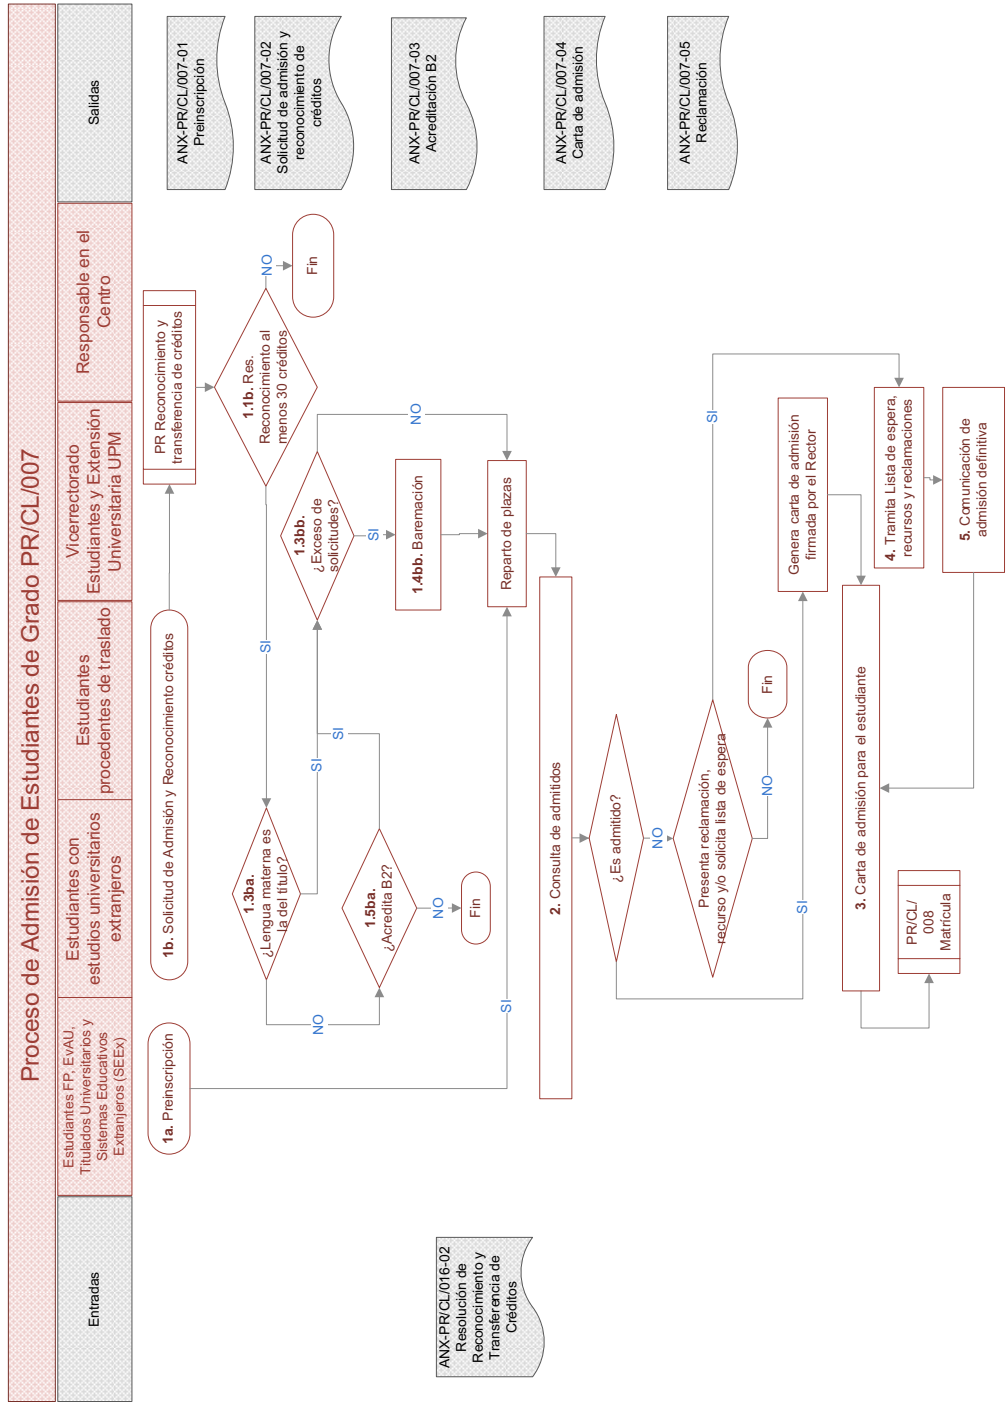 Proceso de Admisión de Estudiantes de Grado PR/CL/007
Entradas
Estudiantes FP, EvAU,
Titulados Universitarios y
Sistemas Educativos
Extranjeros (SEEx)
Estudiantes con
estudios universitarios
extranjeros
Estudiantes
procedentes de traslado
Vicerrectorado
Estudiantes y Extensión
Universitaria UPM
Responsable en el
Centro
Salidas
1a. Preinscripción
1b. Solicitud de Admisión y Reconocimiento créditos
PR Reconocimiento y
transferencia de créditos
ANX-PR/CL/007-01
Preinscripción
1.1b. Res.
Reconocimiento al
menos 30 créditos
NO
Fin
SI
ANX-PR/CL/007-02
Solicitud de admisión y
reconocimiento de
créditos
1.3ba.
¿Lengua materna es
la del título?
NO
SI
1.3bb.
¿Exceso de
solicitudes?
SI
NO
1.5ba.
¿Acredita B2?
SI
NO
Fin
1.4bb. Baremación
ANX-PR/CL/007-03
Acreditación B2
ANX-PR/CL/016-02
Resolución de
Reconocimiento y
Transferencia de
Créditos
SI
Reparto de plazas
2. Consulta de admitidos
ANX-PR/CL/007-04
Carta de admisión
¿Es admitido?
NO
SI
Presenta reclamación,
recurso y/o solicita lista de espera
SI
NO
Fin
ANX-PR/CL/007-05
Reclamación
Genera carta de admisión
firmada por el Rector
3. Carta de admisión para el estudiante
4. Tramita Lista de espera,
recursos y reclamaciones
PR/CL/
008
Matrícula
5. Comunicación de
admisión definitiva